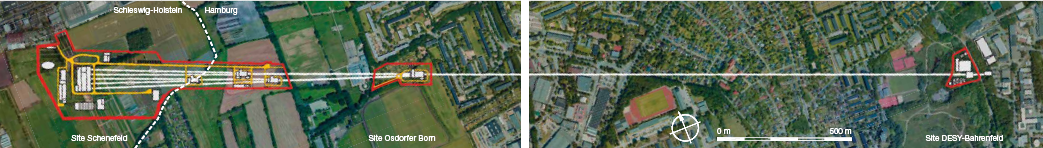 Schleswig-Holstein
Hamburg
Site Schenefeld
Site Osdorfer Born
0 m
500 m
Site DESY-Bahrenfeld